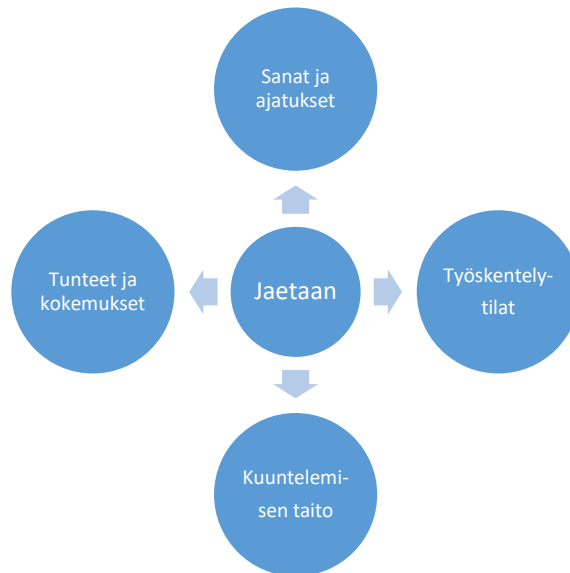 Sanat ja
ajatukset
Tunteet ja
kokemukset
Jaetaan
Työskentely-
tilat
Kuuntelemi-
sen taito